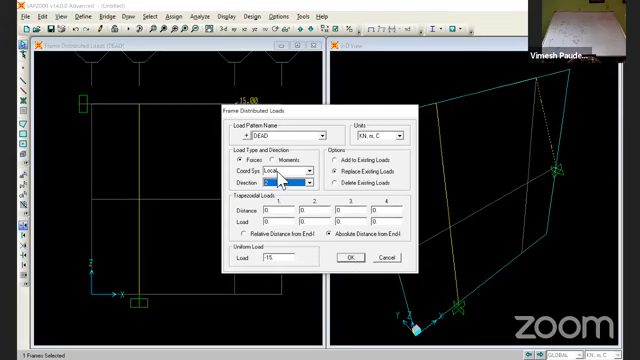 SAP2000 v14.0.0 Advanced - (Untitled)
File Edit View Define Bridge Draw Select Assign Analyze Display Design Options Tools Help
Frame Distributed Loads (DEAD)
3-D View
Vimesh Paude...
15.00
Frame Distributed Loads
Load Pattern Name
+ DEAD
Units
KN, m, C
Load Type and Direction
Forces Moments
Coord Sys Local
Direction 2
Options
Add to Existing Loads
Replace Existing Loads
Delete Existing Loads
Trapezoidal Loads
1. 2. 3. 4.
Distance 0. 0. 0. 0.
Load 0. 0. 0. 0.
Relative Distance from End-I Absolute Distance from End-I
Uniform Load
Load -15.
OK Cancel
Z
X
Z
Y
X
zoom
1 Frames Selected
GLOBAL
KN, m, C